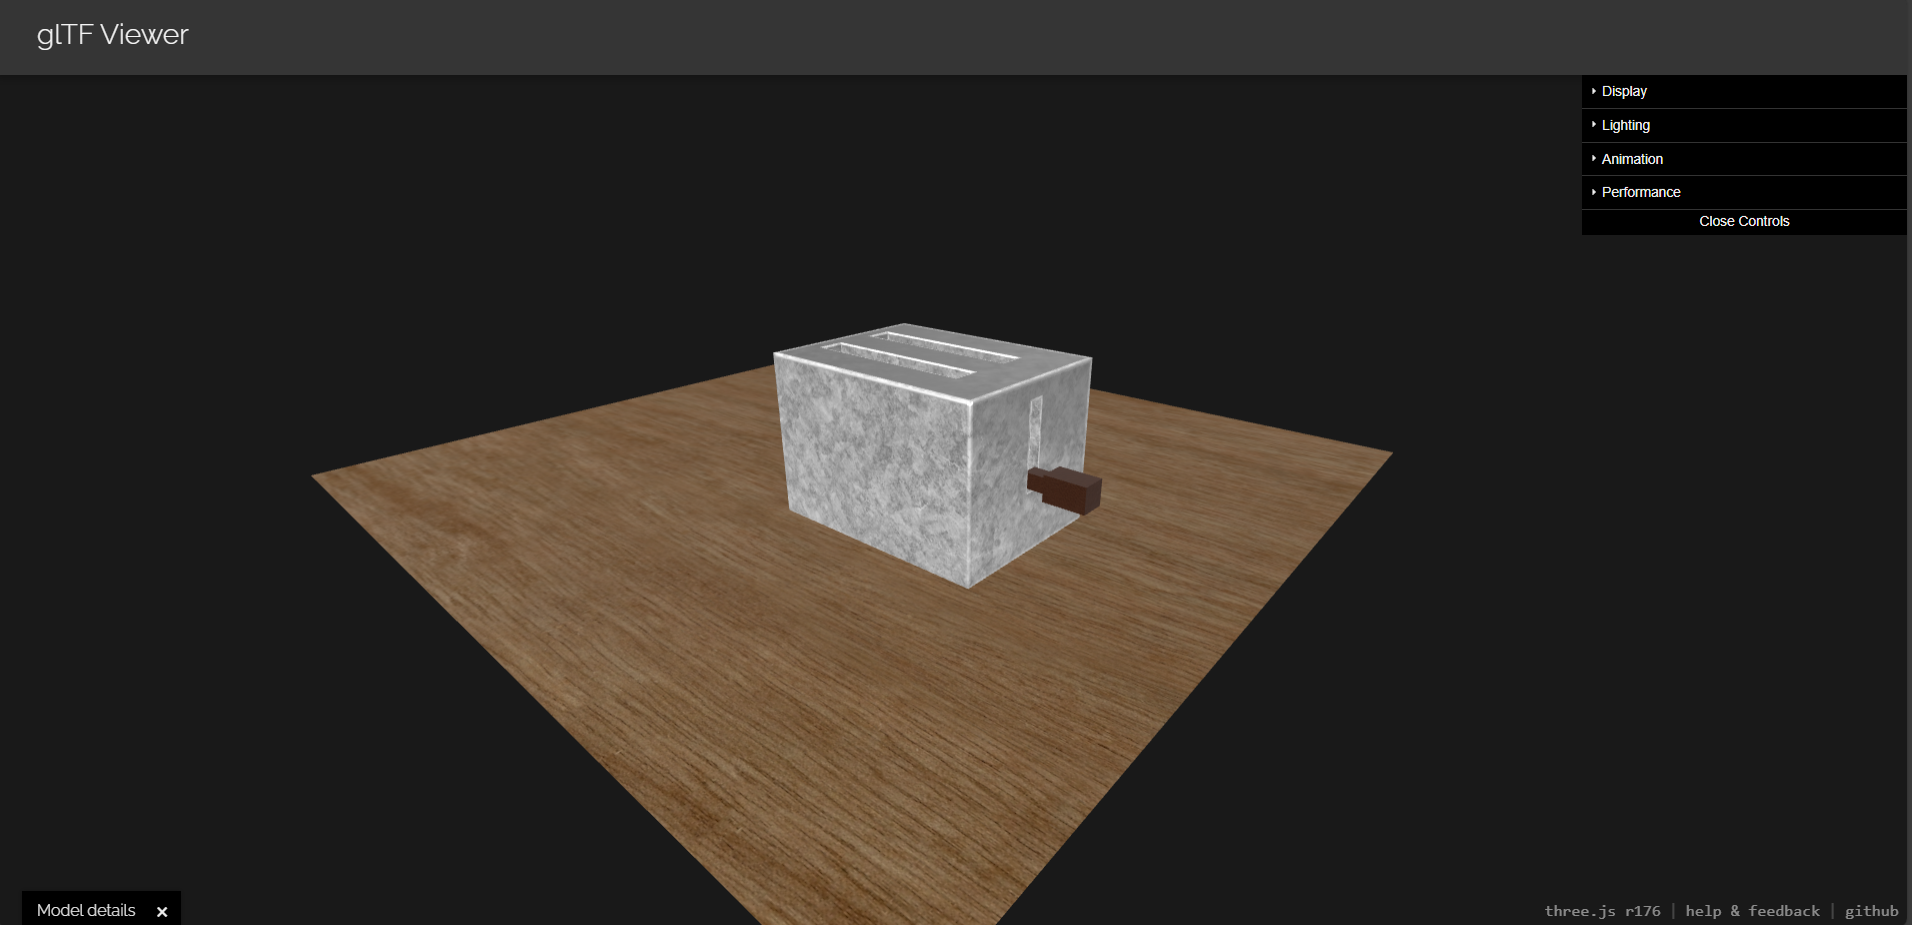 glTF Viewer
Display
Lighting
Animation
Performance
Close Controls
Model details ×
three.js r176 | help & feedback | github